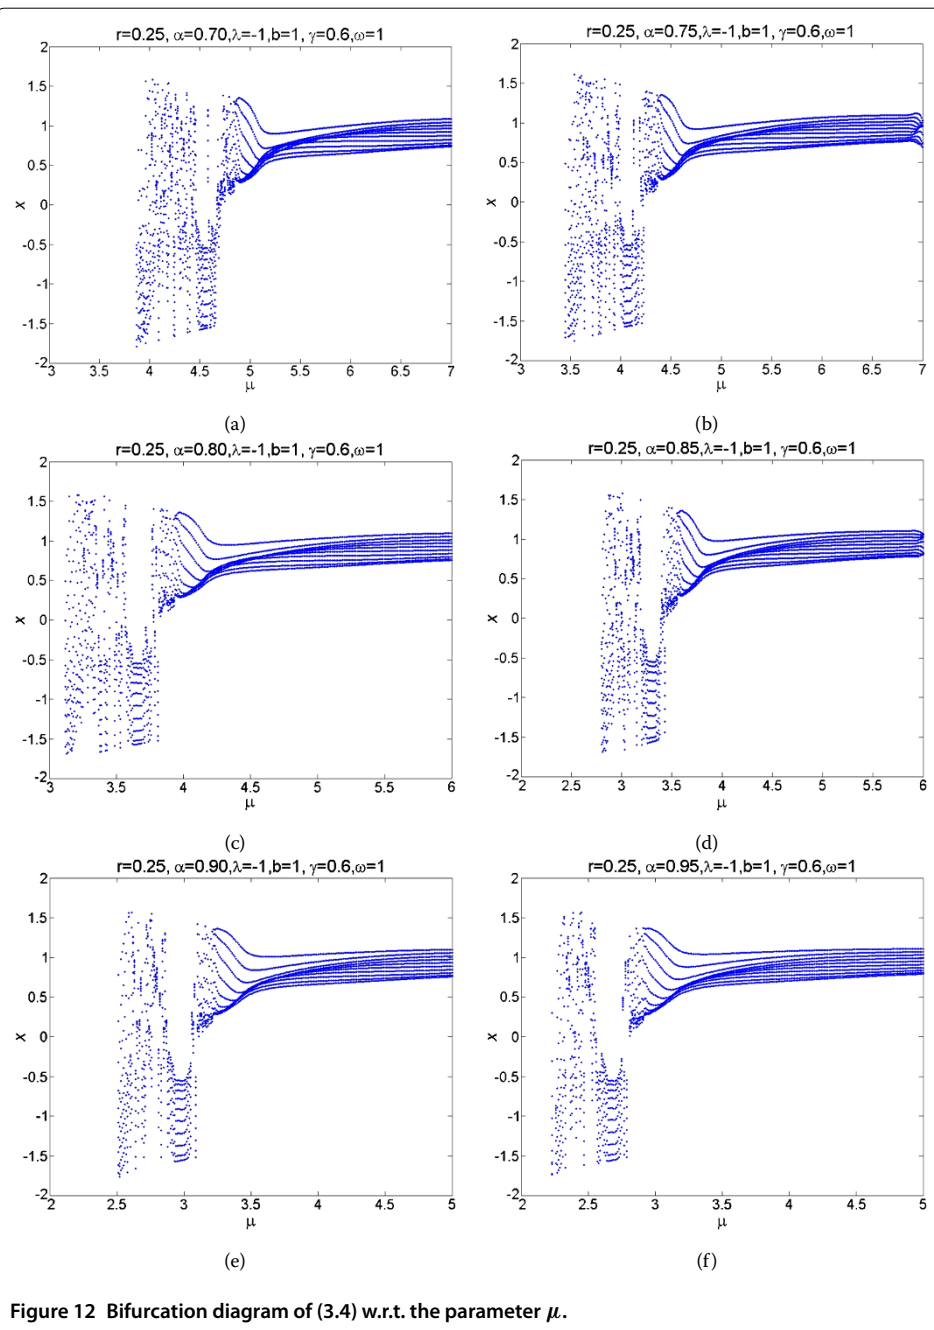 r=0.25, α=0.70,λ=-1,b=1, γ=0.6,ω=1
2
1.5
1
0.5
0
-0.5
-1
-1.5
-2
x
3 3.5 4 4.5 5 5.5 6 6.5 7
μ
(a)
r=0.25, α=0.75,λ=-1,b=1, γ=0.6,ω=1
2
1.5
1
0.5
0
-0.5
-1
-1.5
-2
x
3 3.5 4 4.5 5 5.5 6 6.5 7
μ
(b)
r=0.25, α=0.80,λ=-1,b=1, γ=0.6,ω=1
2
1.5
1
0.5
0
-0.5
-1
-1.5
-2
x
3 3.5 4 4.5 5 5.5 6
μ
(c)
r=0.25, α=0.85,λ=-1,b=1, γ=0.6,ω=1
2
1.5
1
0.5
0
-0.5
-1
-1.5
-2
x
2 2.5 3 3.5 4 4.5 5 5.5 6
μ
(d)
r=0.25, α=0.90,λ=-1,b=1, γ=0.6,ω=1
2
1.5
1
0.5
0
-0.5
-1
-1.5
-2
x
2 2.5 3 3.5 4 4.5 5
μ
(e)
r=0.25, α=0.95,λ=-1,b=1, γ=0.6,ω=1
2
1.5
1
0.5
0
-0.5
-1
-1.5
-2
x
2 2.5 3 3.5 4 4.5 5
μ
(f)
Figure 12 Bifurcation diagram of (3.4) w.r.t. the parameter μ.